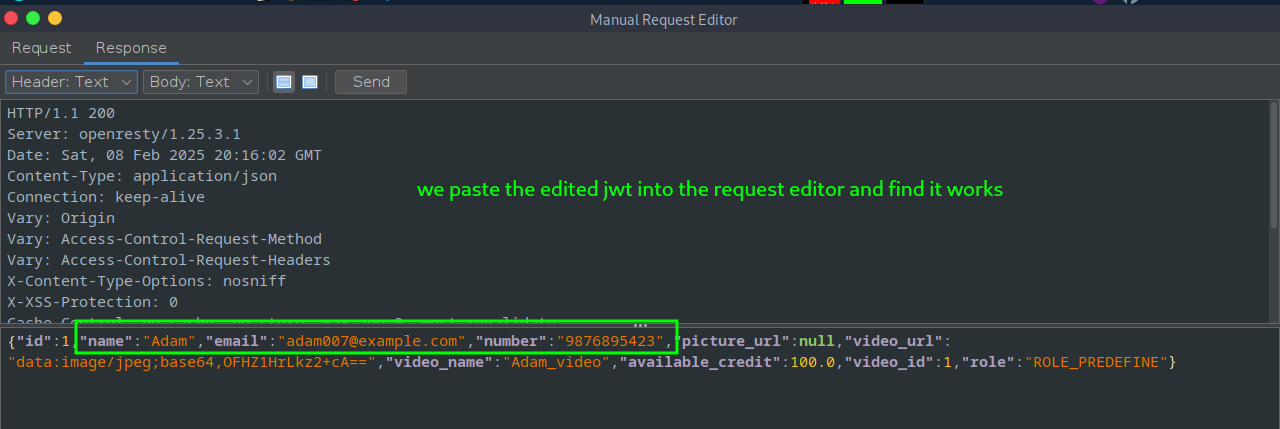 Manual Request Editor
Request Response
Header: Text Body: Text Send
HTTP/1.1 200
Server: openresty/1.25.3.1
Date: Sat, 08 Feb 2025 20:16:02 GMT
Content-Type: application/json
we paste the edited jwt into the request editor and find it works
Connection: keep-alive
Vary: Origin
Vary: Access-Control-Request-Method
Vary: Access-Control-Request-Headers
X-Content-Type-Options: nosniff
X-XSS-Protection: 0
{"id":1,"name":"Adam","email":"adam007@example.com","number":"9876895423","picture_url":null,"video_url":
"data:image/jpeg;base64,OFHZ1HrLkz2+cA==","video_name":"Adam_video","available_credit":100.0,"video_id":1,"role":"ROLE_PREDEFINE"}